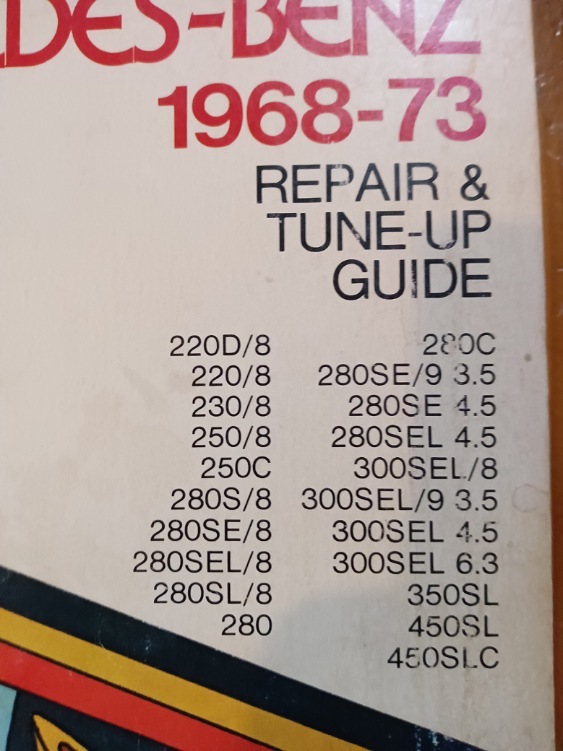 DES-BENZ
1968-73
REPAIR &
TUNE-UP
GUIDE
220D/8
220/8
230/8
250/8
250C
280S/8
280SE/8
280SEL/8
280SL/8
280
280C
280SE/9 3.5
280SE 4.5
280SEL 4.5
300SEL/8
300SEL/9 3.5
300SEL 4.5
300SEL 6.3
350SL
450SL
450SLC